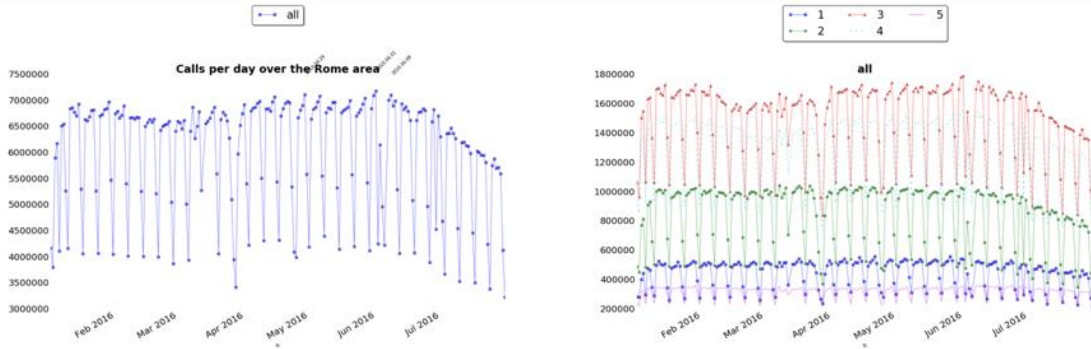 all
Calls per day over the Rome area
7500000
7000000
6500000
6000000
5500000
5000000
4500000
4000000
3500000
3000000
Feb 2016
Mar 2016
Apr 2016
May 2016
Jun 2016
Jul 2016
1 3 5
2 4
all
1800000
1600000
1400000
1200000
1000000
800000
600000
400000
200000
Feb 2016
Mar 2016
Apr 2016
May 2016
Jun 2016
Jul 2016